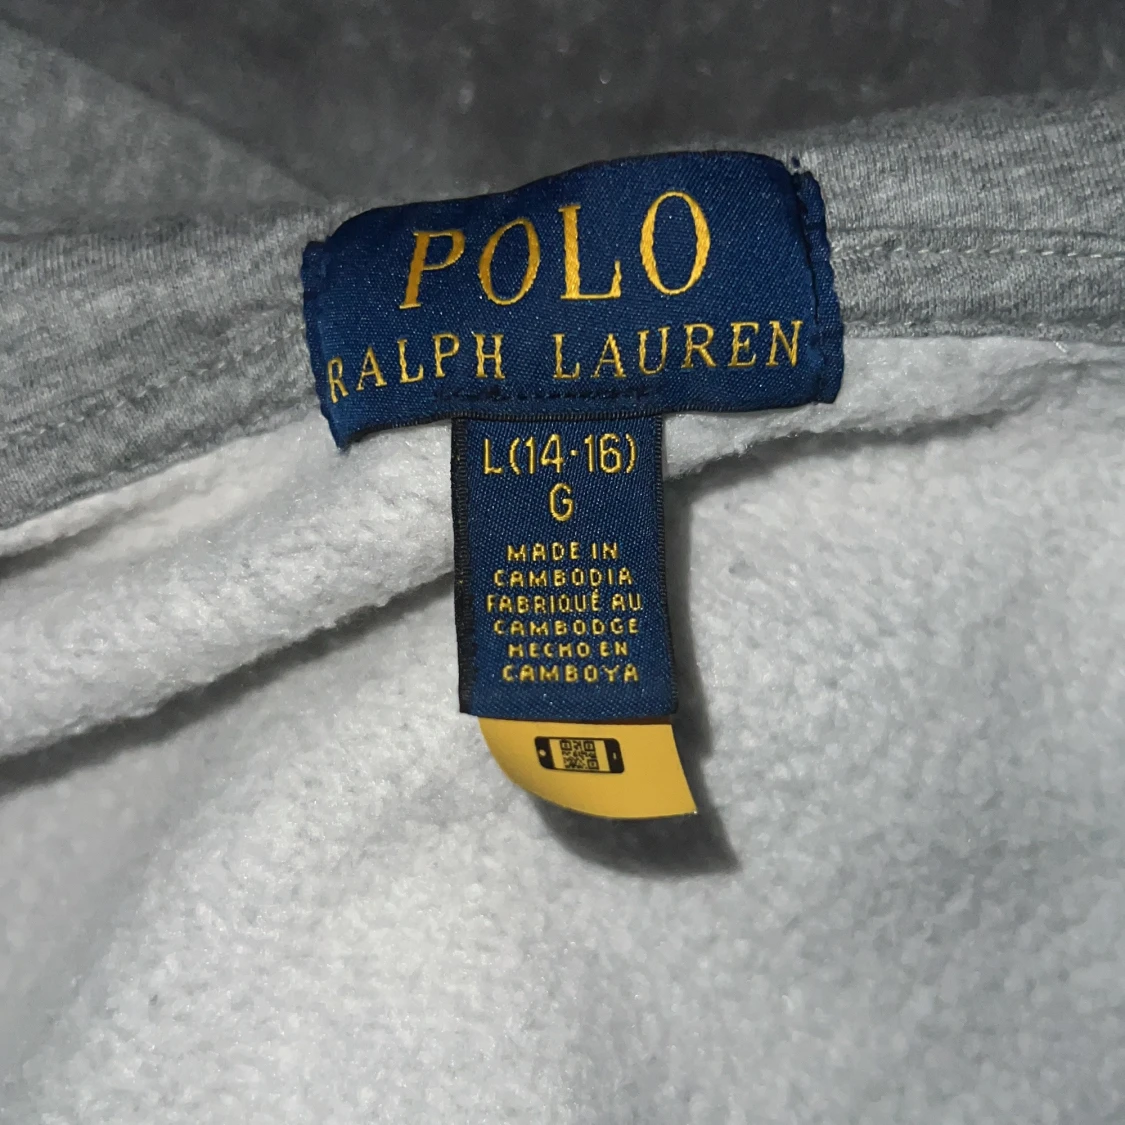 POLO
RALPH LAUREN
L(14·16)
G
MADE IN
CAMBODIA
FABRIQUÉ AU
CAMBODGE
HECHO EN
CAMBOYA